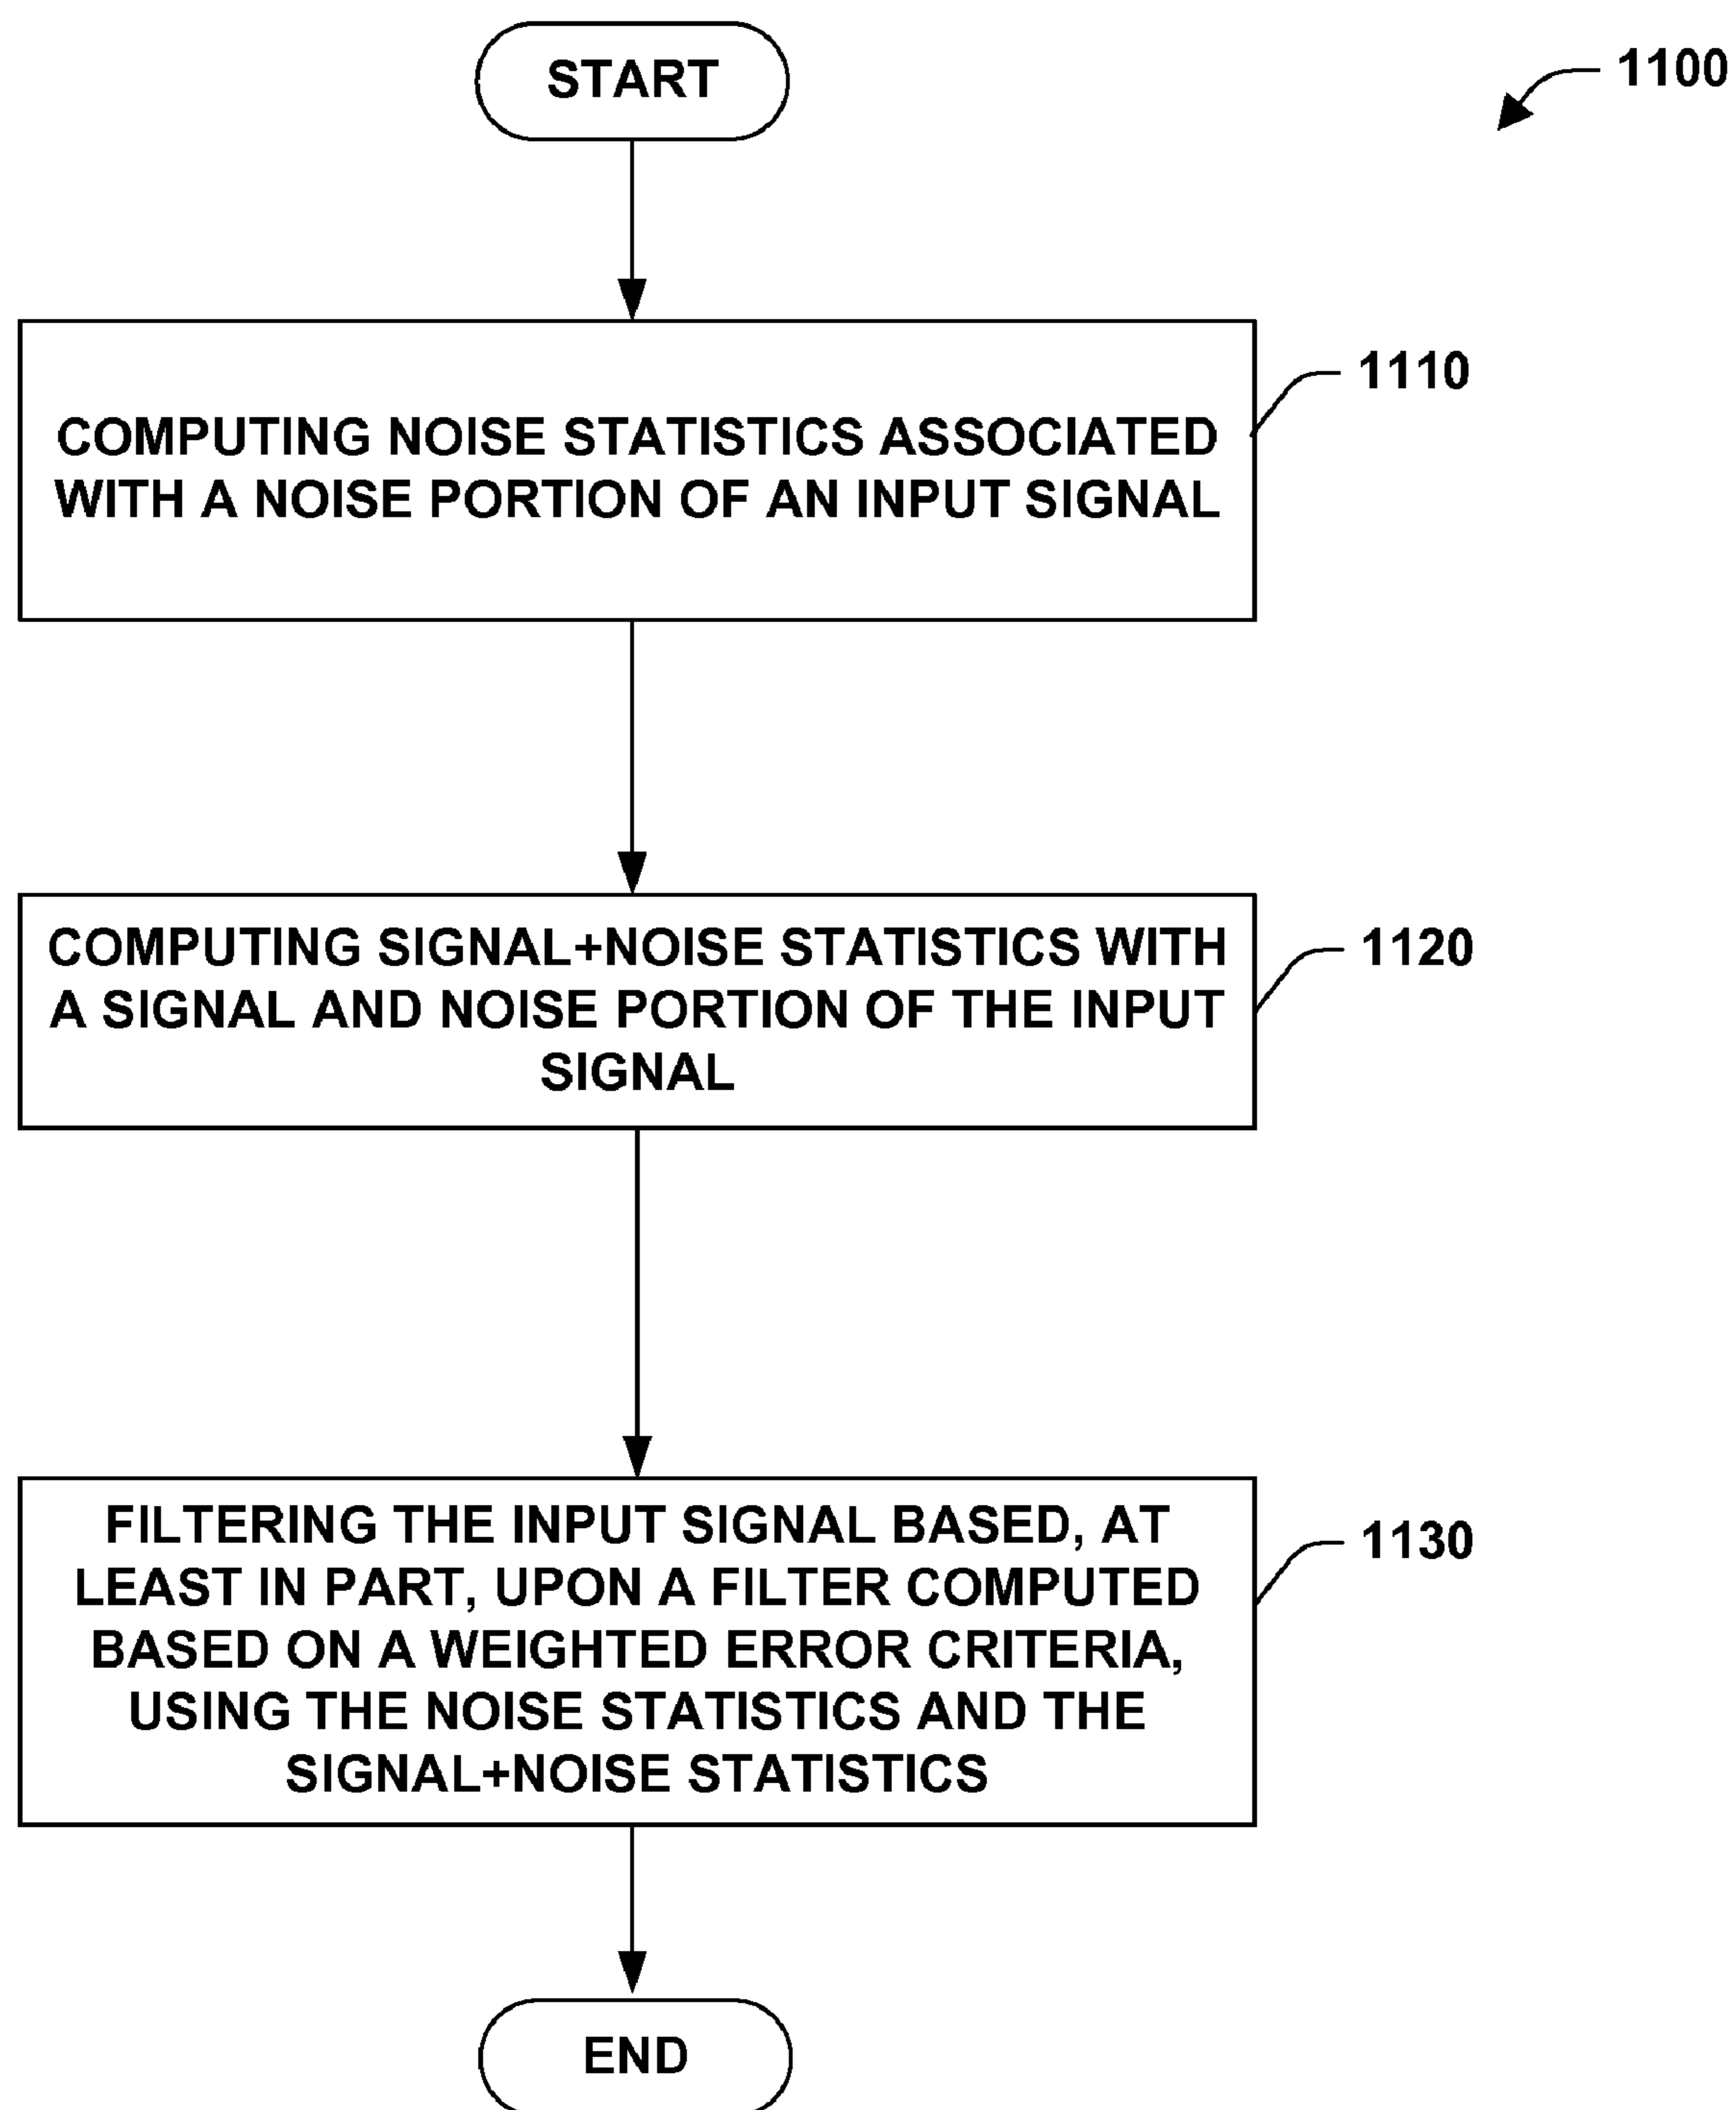 START
1100
1110
COMPUTING NOISE STATISTICS ASSOCIATED
WITH A NOISE PORTION OF AN INPUT SIGNAL
COMPUTING SIGNAL+NOISE STATISTICS WITH
A SIGNAL AND NOISE PORTION OF THE INPUT
SIGNAL
1120
FILTERING THE INPUT SIGNAL BASED, AT
LEAST IN PART, UPON A FILTER COMPUTED
BASED ON A WEIGHTED ERROR CRITERIA,
USING THE NOISE STATISTICS AND THE
SIGNAL+NOISE STATISTICS
1130
END